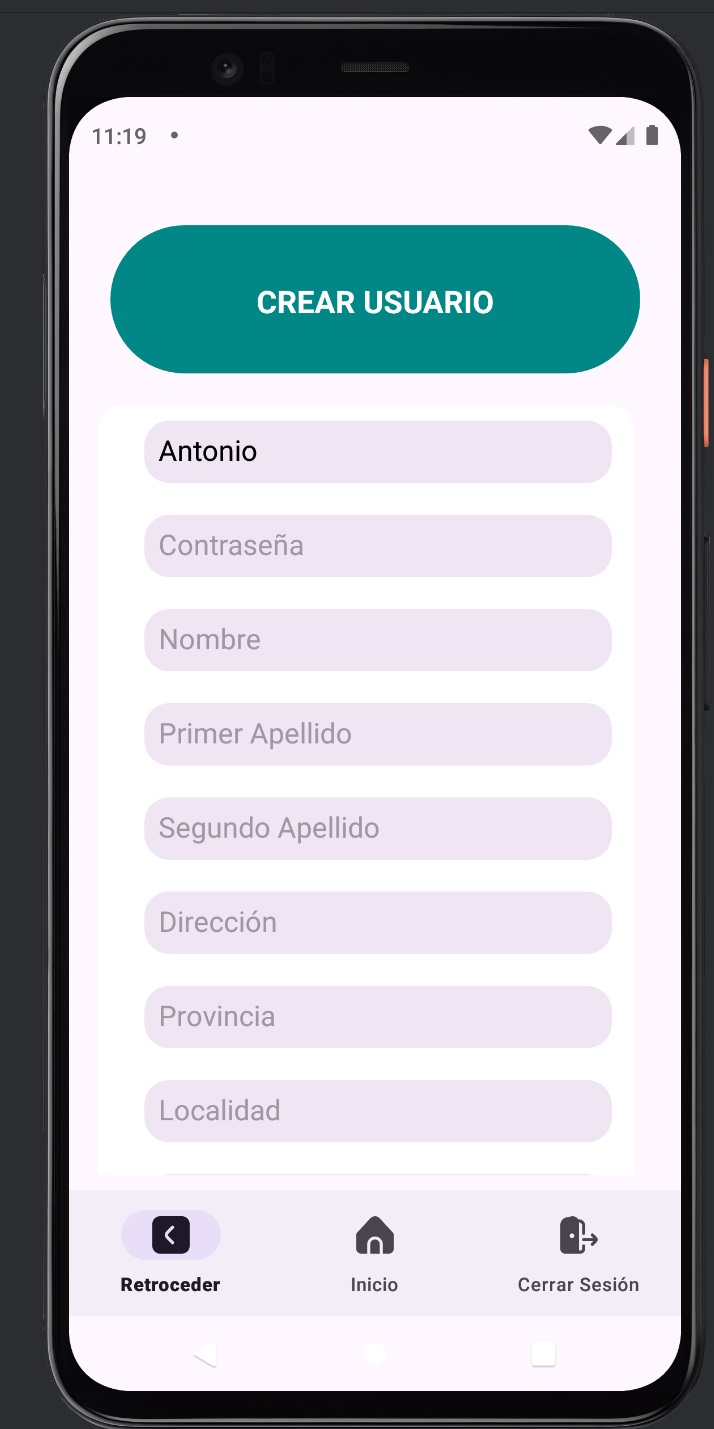 11:19
CREAR USUARIO
Antonio
Contraseña
Nombre
Primer Apellido
Segundo Apellido
Dirección
Provincia
Localidad
Retroceder
Inicio
Cerrar Sesión